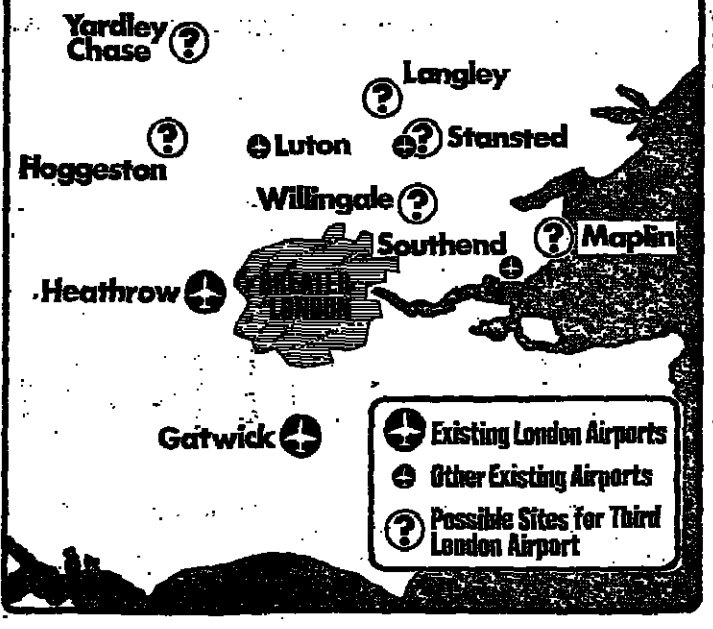 Yardley
Chase
?
Langley
?
?
Luton
? Stansted
Hoggeston
Willingale ?
Southend
? Maplin
Heathrow
GREATER
LONDON
Gatwick
Existing London Airports
Other Existing Airports
? Possible Sites for Third
London Airport